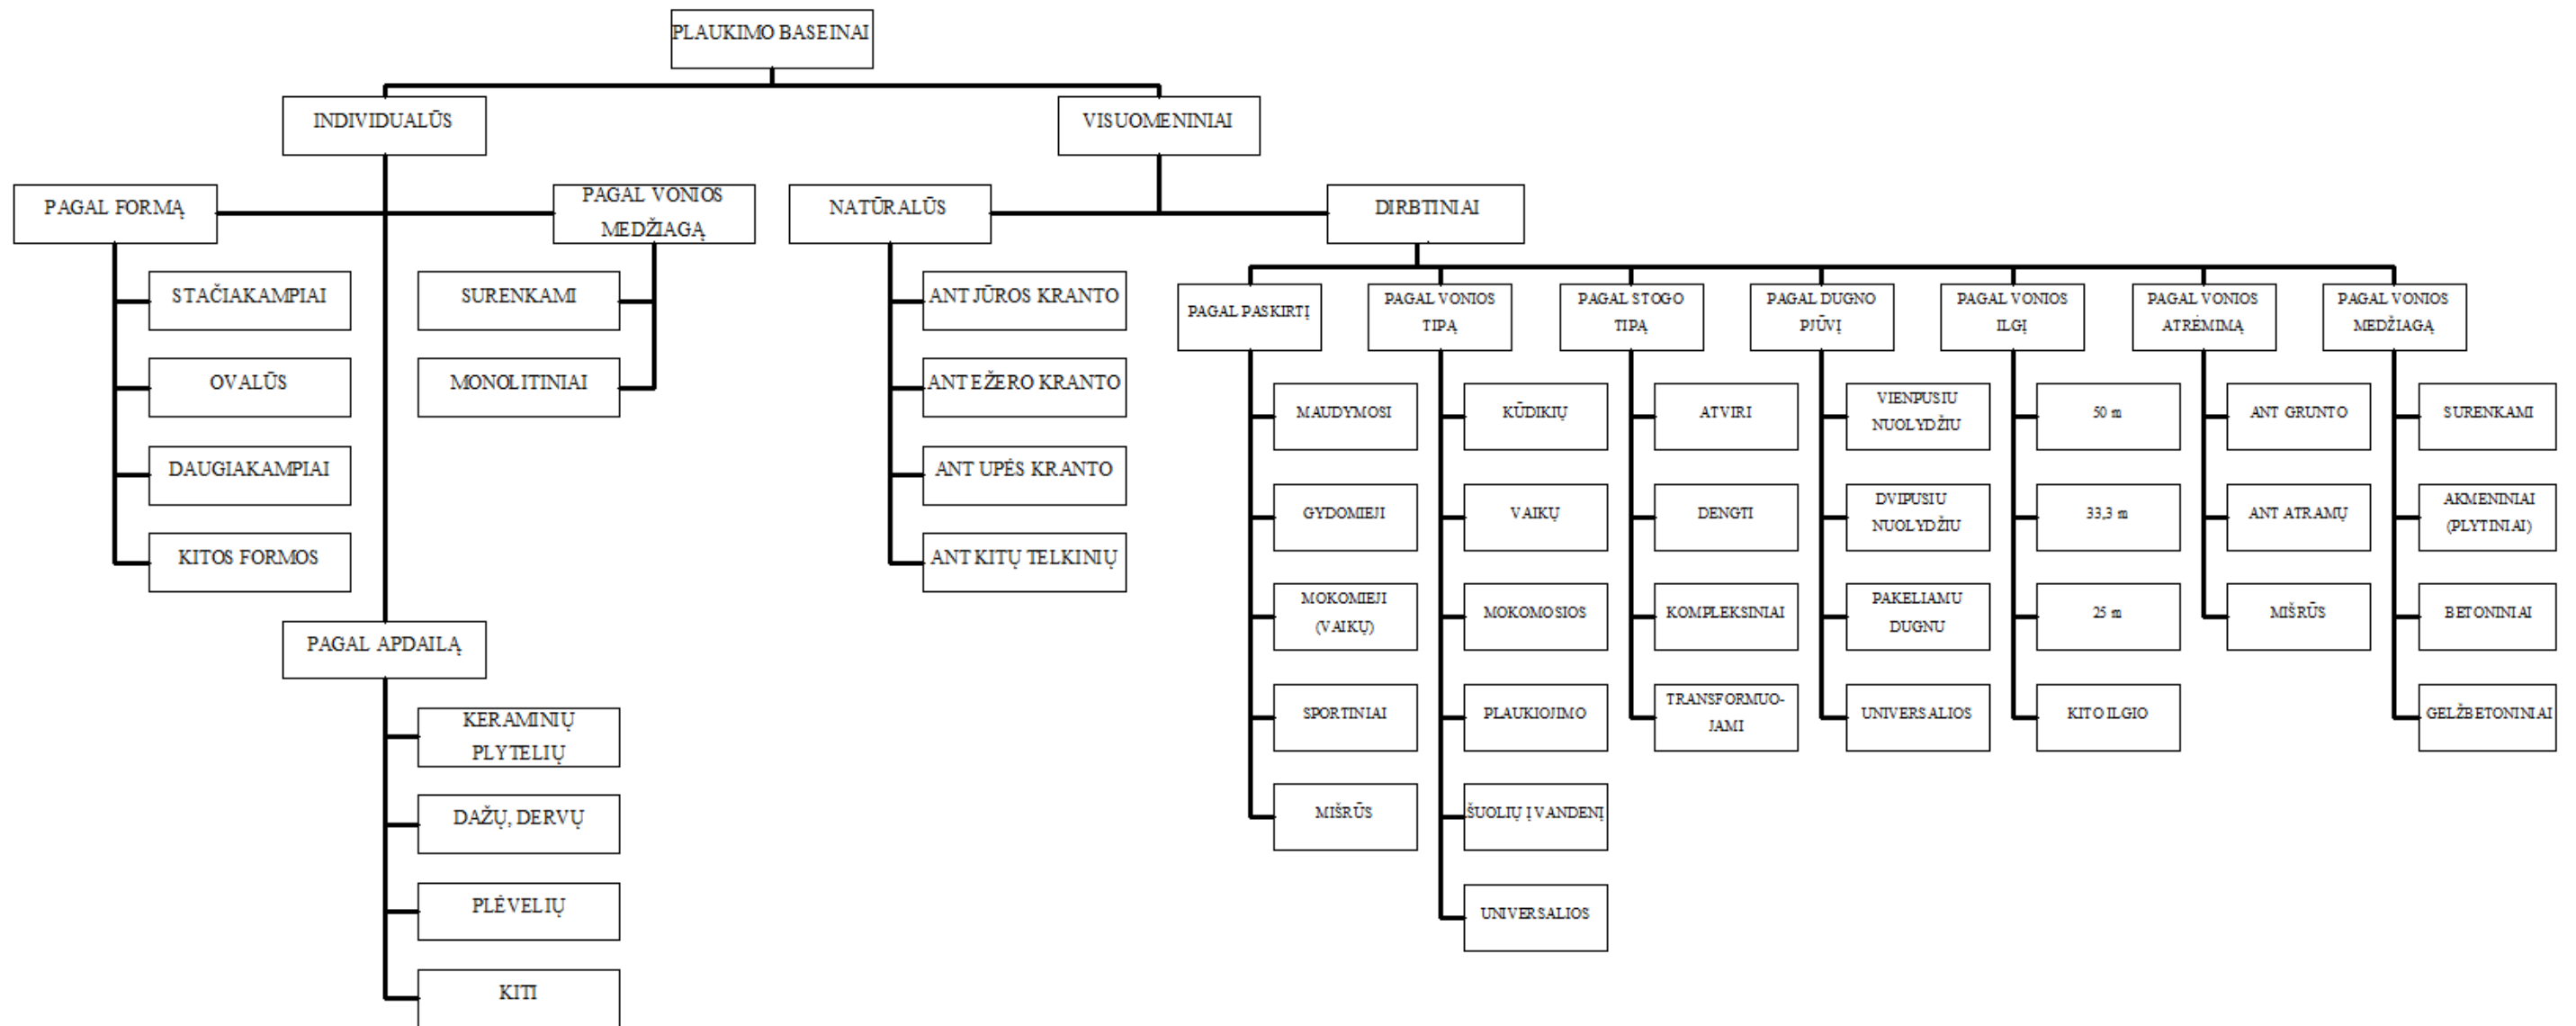 PLAUKIMO BASEINAI
INDIVIDUALŪS
VISUOMENINIAI
PAGAL FORMĄ
STAČIAKAMPIAI
OVALŪS
DAUGIAKAMPIAI
KITOS FORMOS
PAGAL VONIOS
MEDŽIAGĄ
SURENKAMI
MONOLITINIAI
PAGAL APDAILĄ
KERAMINIŲ
PLYTELIŲ
DAŽŲ, DERVŲ
PLĖVELIŲ
KITI
NATŪRALŪS
ANT JŪROS KRANTO
ANT EŽERO KRANTO
ANT UPĖS KRANTO
ANT KITŲ TELKINIŲ
DIRBTINIAI
PAGAL PASKIRTĮ
MAUDYMOSI
GYDOMIEJI
MOKOMIEJI
(VAIKŲ)
SPORTINIAI
MIŠRŪS
PAGAL VONIOS
TIPĄ
KŪDIKIŲ
VAIKŲ
MOKOMOSIOS
PLAUKIOJIMO
ŠUOLIŲ Į VANDENĮ
UNIVERSALIOS
PAGAL STOGO
TIPĄ
ATVIRI
DENGTI
KOMPLEKSINIAI
TRANSFORMUO-
JAMI
PAGAL DUGNO
PJŪVĮ
VIENPUSIU
NUOLYDŽIU
DVIPUSIU
NUOLYDŽIU
PAKELIAMU
DUGNU
UNIVERSALIOS
PAGAL VONIOS
ILGĮ
50 m
33,3 m
25 m
KITO ILGIO
PAGAL VONIOS
ATRĖMIMĄ
ANT GRUNTO
ANT ATRAMŲ
MIŠRŪS
PAGAL VONIOS
MEDŽIAGĄ
SURENKAMI
AKMENINIAI
(PLYTINIAI)
BETONINIAI
GELŽBETONINIAI